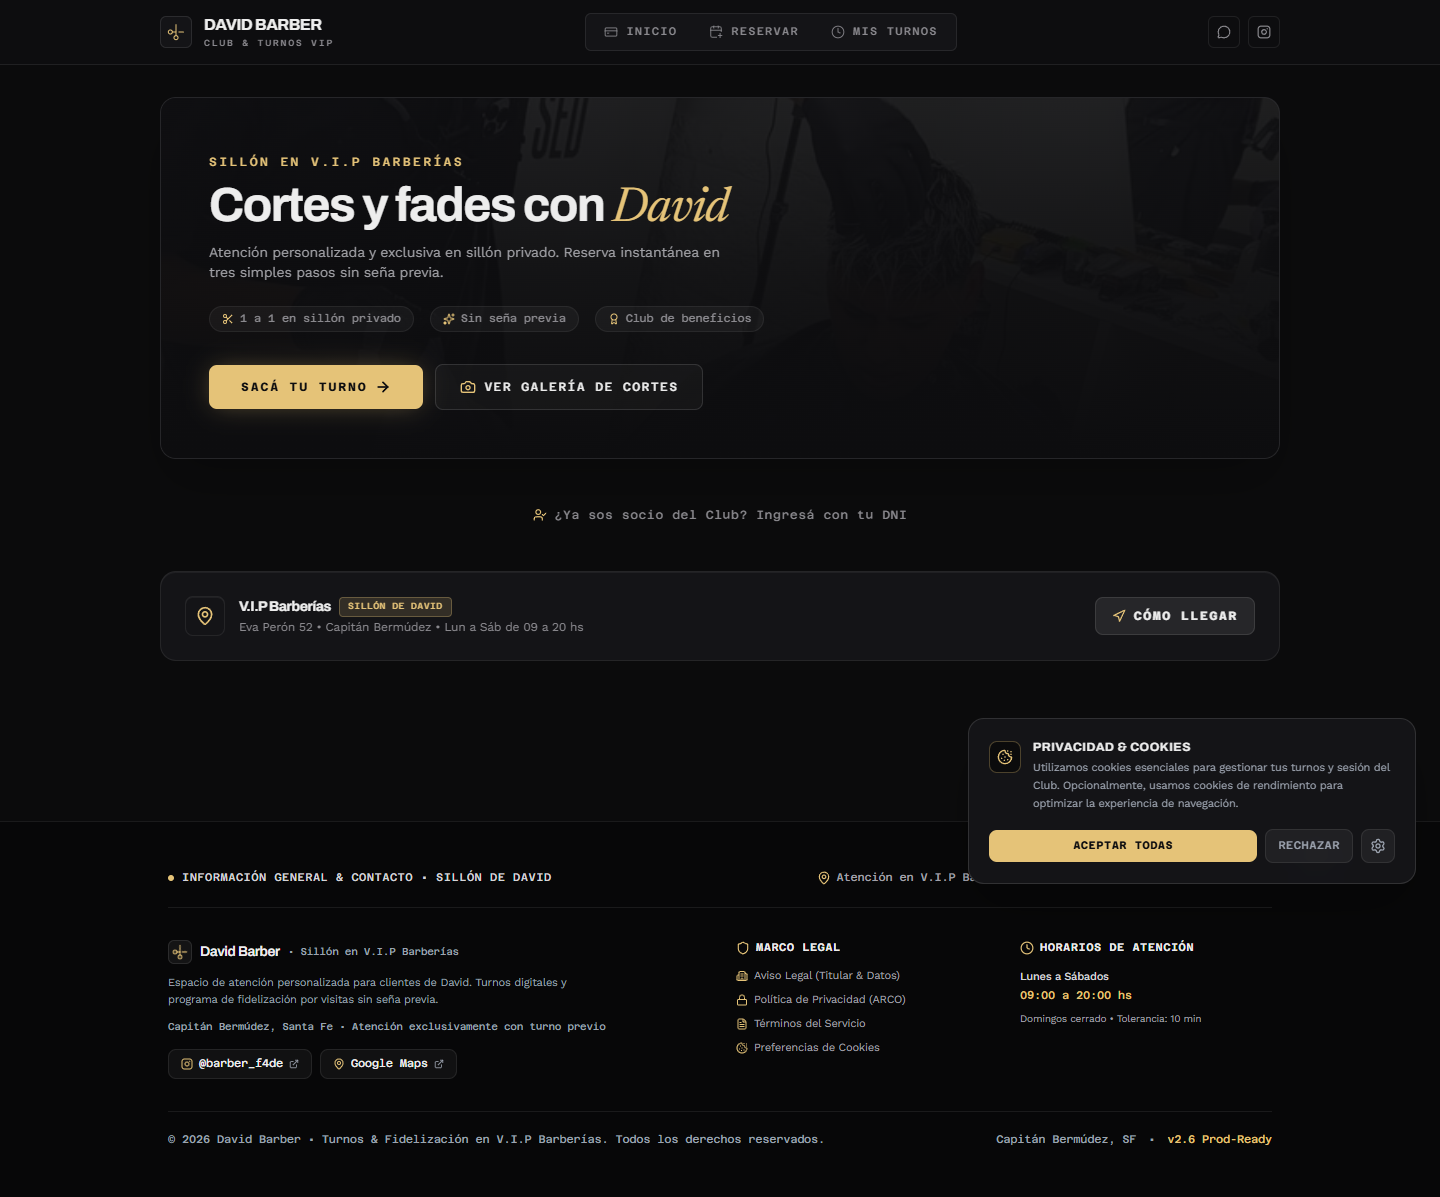 DAVID BARBER
CLUB & TURNOS VIP
INICIO
RESERVAR
MIS TURNOS
SILLÓN EN V.I.P BARBERÍAS
Cortes y fades con David
Atención personalizada y exclusiva en sillón privado. Reserva instantánea en
tres simples pasos sin seña previa.
1 a 1 en sillón privado
Sin seña previa
Club de beneficios
SACÁ TU TURNO
VER GALERÍA DE CORTES
¿Ya sos socio del Club? Ingresá con tu DNI
V.I.P Barberías
SILLÓN DE DAVID
Eva Perón 52 • Capitán Bermúdez • Lun a Sáb de 09 a 20 hs
CÓMO LLEGAR
PRIVACIDAD & COOKIES
Utilizamos cookies esenciales para gestionar tus turnos y sesión del
Club. Opcionalmente, usamos cookies de rendimiento para
optimizar la experiencia de navegación.
ACEPTAR TODAS
RECHAZAR
INFORMACIÓN GENERAL & CONTACTO • SILLÓN DE DAVID
Atención en V.I.P
David Barber • Sillón en V.I.P Barberías
Espacio de atención personalizada para clientes de David. Turnos digitales y
programa de fidelización por visitas sin seña previa.
Capitán Bermúdez, Santa Fe • Atención exclusivamente con turno previo
@barber_f4de
Google Maps
MARCO LEGAL
Aviso Legal (Titular & Datos)
Política de Privacidad (ARCO)
Términos del Servicio
Preferencias de Cookies
HORARIOS DE ATENCIÓN
Lunes a Sábados
09:00 a 20:00 hs
Domingos cerrado • Tolerancia: 10 min
© 2026 David Barber • Turnos & Fidelización en V.I.P Barberías. Todos los derechos reservados.
Capitán Bermúdez, SF • v2.6 Prod-Ready